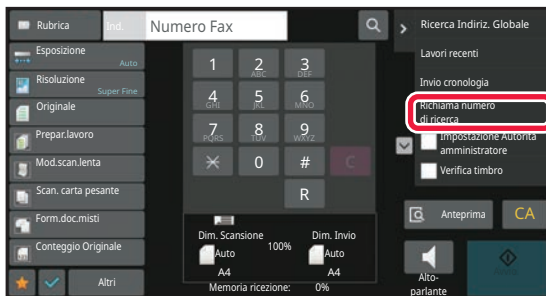 Rubrica
Ind.
Numero Fax
Ricerca Indiriz. Globale
Esposizione
Auto
Risoluzione
Super Fine
Originale
Prepar.lavoro
Mod.scan.lenta
Scan. carta pesante
Form.doc.misti
Conteggio Originale
Altri
1
2
ABC
3
DEF
4
GHI
5
JKL
6
MNO
7
PQRS
8
TUV
9
WXYZ
0
#
C
R
Dim. Scansione
100%
Dim. Invio
Auto
Auto
A4
A4
Memoria ricezione: 0%
Lavori recenti
Invio cronologia
Richiama numero
di ricerca
Impostazione Autorità
amministratore
Verifica timbro
Anteprima
CA
Alto-
parlante